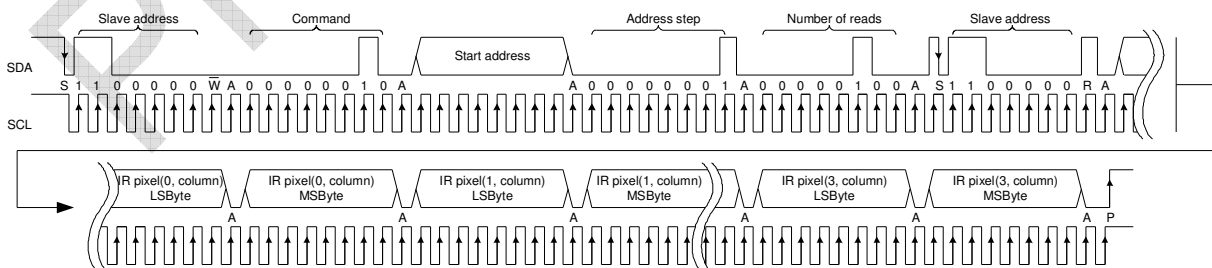 Slave address Command Address step Number of reads Slave address
SDA Start address
S 1 1 0 0 0 0 0 W̅ A 0 0 0 0 0 0 1 0 A A 0 0 0 0 0 0 0 1 A 0 0 0 0 0 1 0 0 A S 1 1 0 0 0 0 0 R A
SCL
IR pixel(0, column) IR pixel(0, column) IR pixel(1, column) IR pixel(1, column) IR pixel(3, column) IR pixel(3, column)
LSByte MSByte LSByte MSByte LSByte MSByte
A A A A A A P